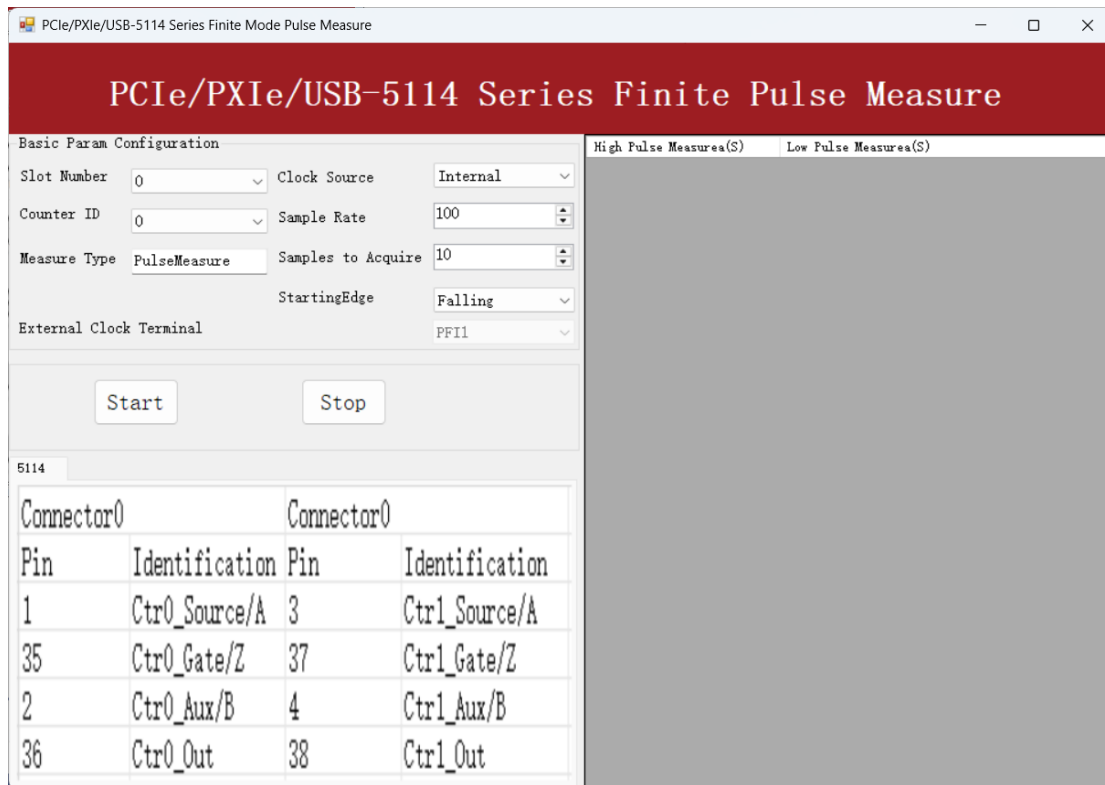 PCIe/PXIe/USB-5114 Series Finite Mode Pulse Measure
PCIe/PXIe/USB-5114 Series Finite Pulse Measure
Basic Param Configuration
Slot Number 0 Clock Source Internal
Counter ID 0 Sample Rate 100
Measure Type PulseMeasure Samples to Acquire 10
StartingEdge Falling
External Clock Terminal PFI1
Start Stop
5114
Connector0 Connector0
Pin Identification Pin Identification
1 Ctr0_Source/A 3 Ctr1_Source/A
35 Ctr0_Gate/Z 37 Ctr1_Gate/Z
2 Ctr0_Aux/B 4 Ctr1_Aux/B
36 Ctr0_Out 38 Ctr1_Out
High Pulse Measurea(S) Low Pulse Measurea(S)